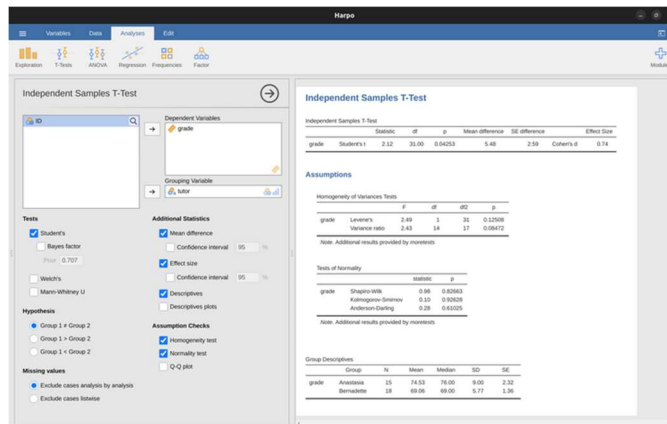 Harpo
Variables Data Analyses Edit
Exploration T-Tests ANOVA Regression Frequencies Factor
Module
Independent Samples T-Test
ID
Dependent Variables
grade
Grouping Variable
tutor
Tests
Student's
Bayes factor
Prior 0.707
Welch's
Mann-Whitney U
Hypothesis
Group 1 ≠ Group 2
Group 1 > Group 2
Group 1 < Group 2
Missing values
Exclude cases analysis by analysis
Exclude cases listwise
Additional Statistics
Mean difference
Confidence interval 95 %
Effect size
Confidence interval 95 %
Descriptives
Descriptives plots
Assumption Checks
Homogeneity test
Normality test
Q-Q plot
Independent Samples T-Test
Independent Samples T-Test
Statistic df p Mean difference SE difference Effect Size
grade Student's t 2.12 31.00 0.04253 5.48 2.59 Cohen's d 0.74
Assumptions
Homogeneity of Variances Tests
F df df2 p
grade Levene's 2.49 1 31 0.12508
Variance ratio 2.43 14 17 0.08472
Note. Additional results provided by moretests
Tests of Normality
statistic p
grade Shapiro-Wilk 0.98 0.82663
Kolmogorov-Smirnov 0.10 0.92628
Anderson-Darling 0.28 0.61025
Note. Additional results provided by moretests
Group Descriptives
Group N Mean Median SD SE
grade Anastasia 15 74.53 76.00 9.00 2.32
Bernadette 18 69.06 69.00 5.77 1.36